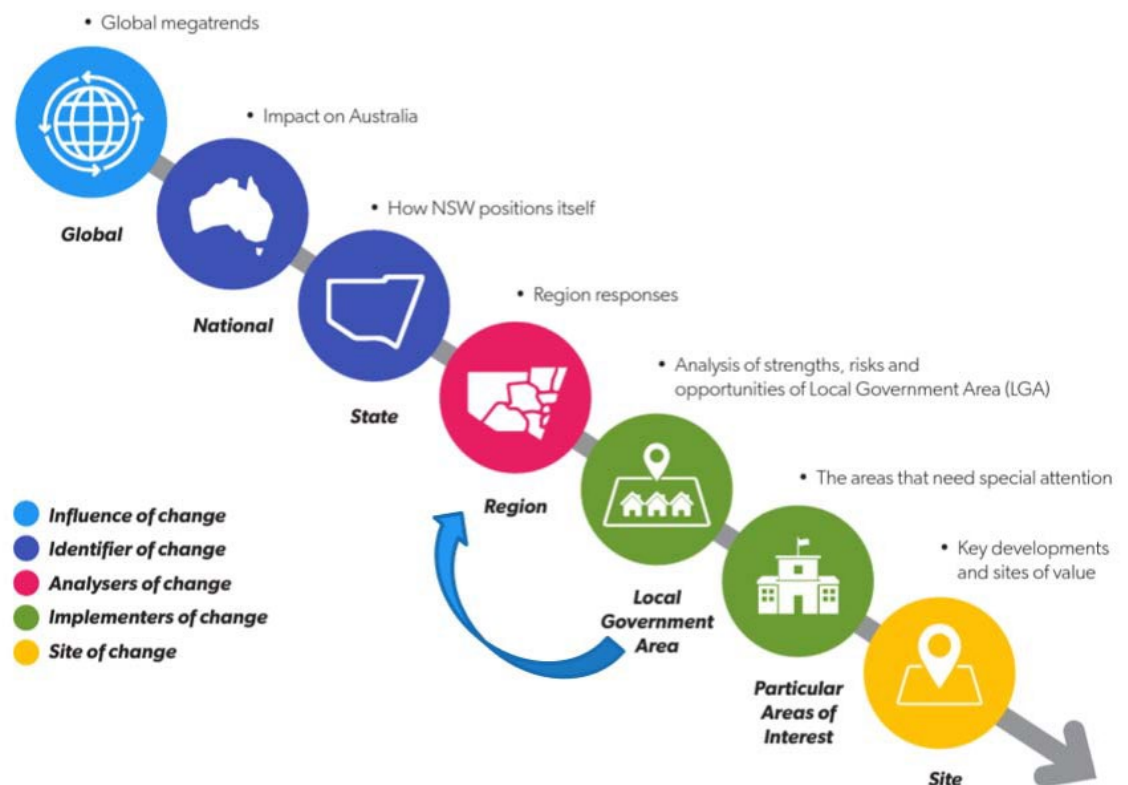 • Global megatrends
Global
• Impact on Australia
National
• How NSW positions itself
State
• Region responses
Region
• Analysis of strengths, risks and
opportunities of Local Government Area (LGA)
Local
Government
Area
• The areas that need special attention
Particular
Areas of
Interest
• Key developments
and sites of value
Site
Influence of change
Identifier of change
Analysers of change
Implementers of change
Site of change